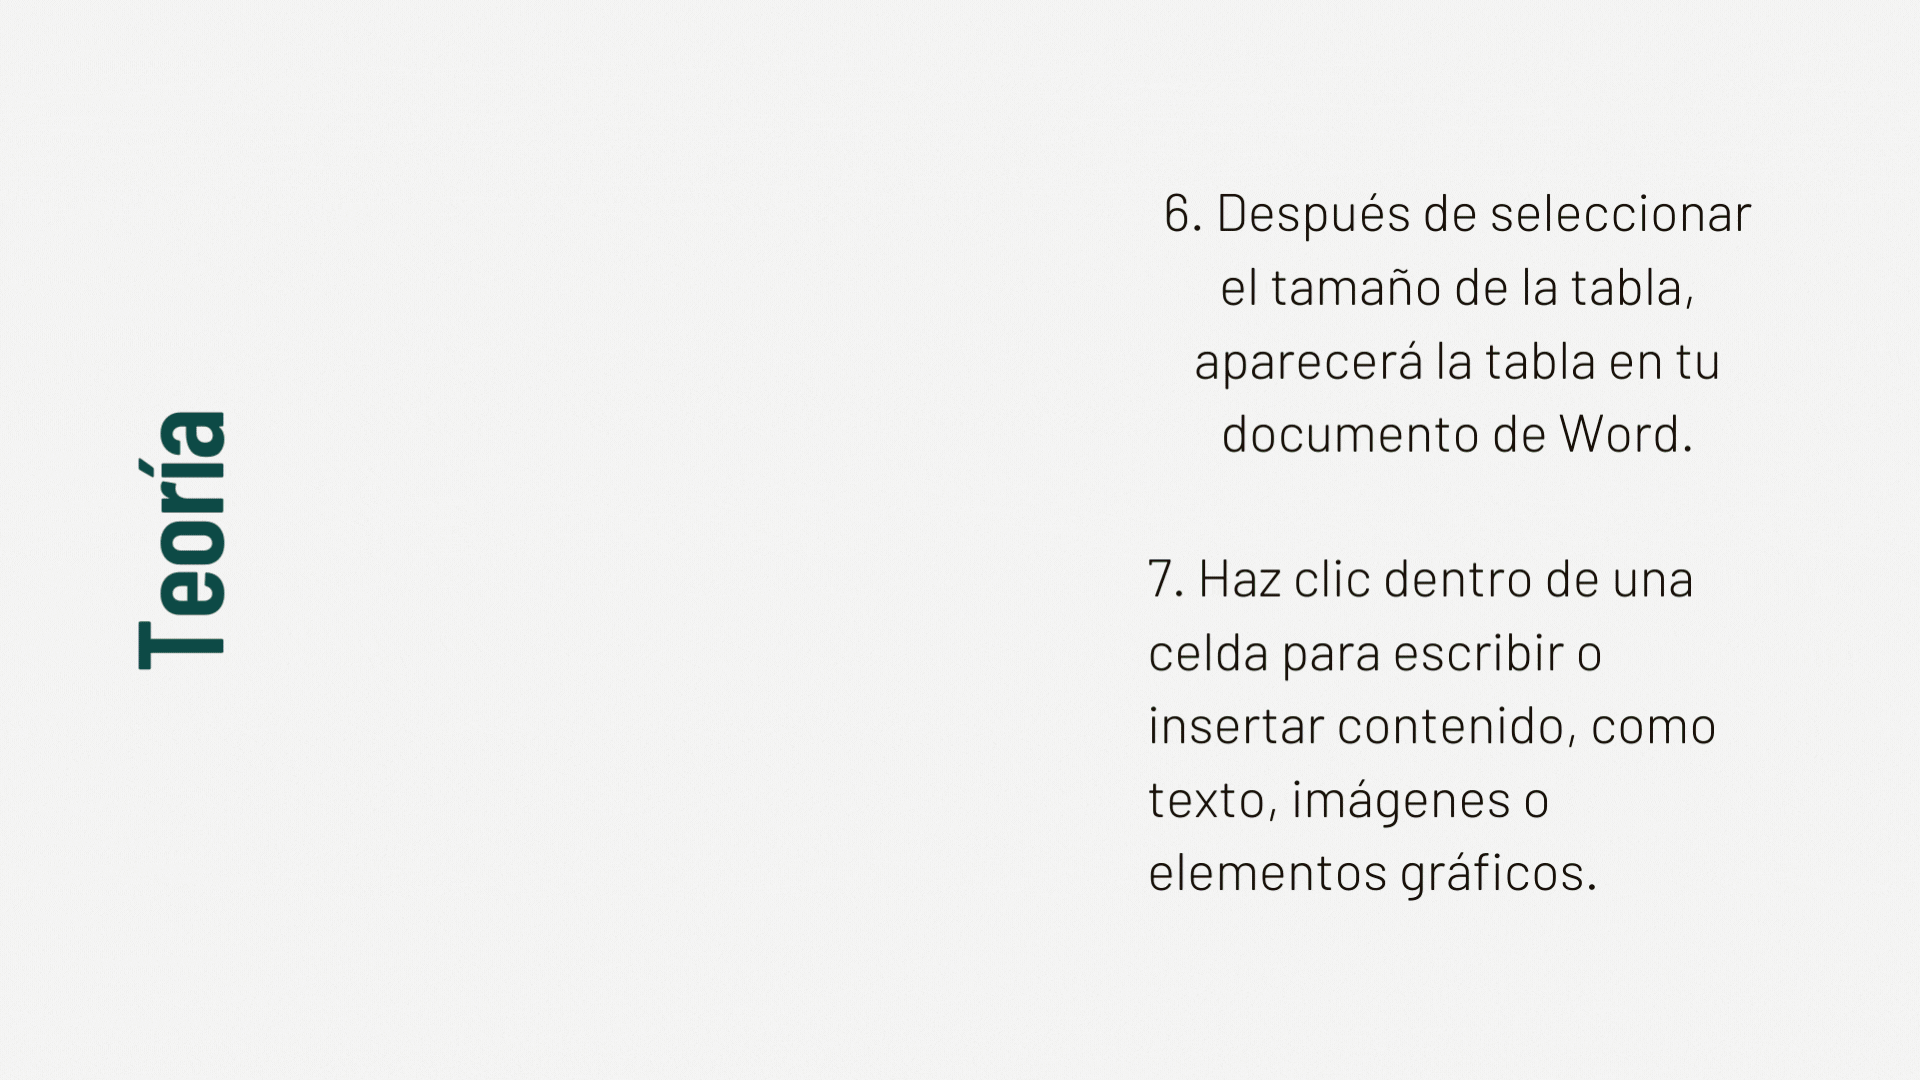 Teoría
6. Después de seleccionar
el tamaño de la tabla,
aparecerá la tabla en tu
documento de Word.
7. Haz clic dentro de una
celda para escribir o
insertar contenido, como
texto, imágenes o
elementos gráficos.